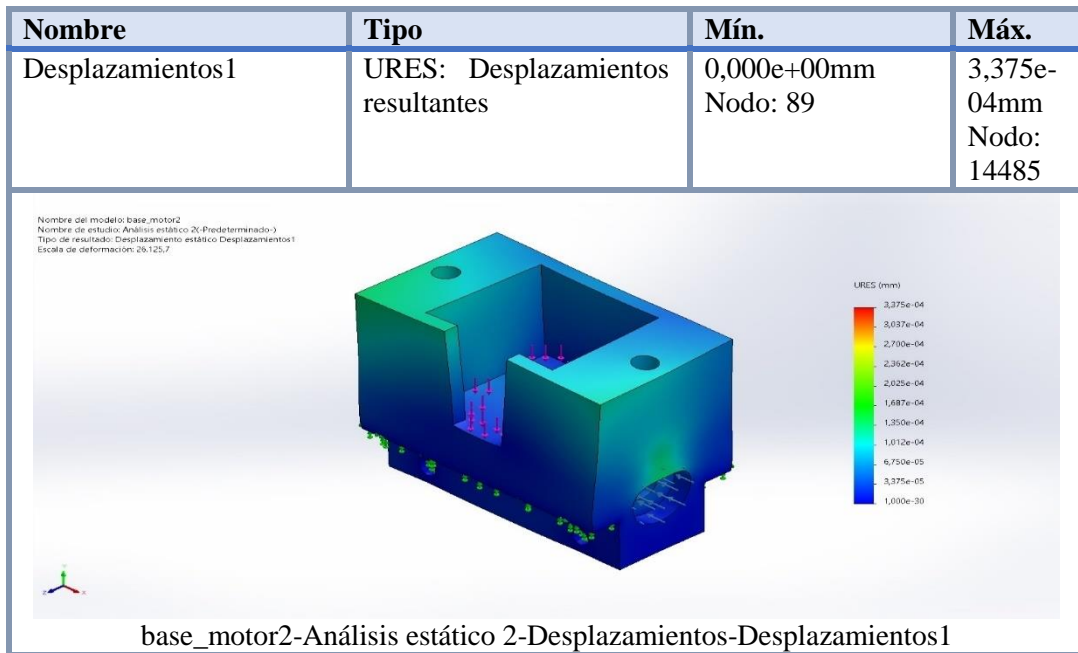 Nombre Tipo Mín. Máx.
Desplazamientos1 URES: Desplazamientos 0,000e+00mm 3,375e-
resultantes Nodo: 89 04mm
Nodo:
14485
Nombre del modelo: base_motor2
Nombre de estudio: Análisis estático 2(-Predeterminado-)
Tipo de resultado: Desplazamiento estático Desplazamientos1
Escala de deformación: 26.125,7
URES (mm)
3,375e-04
3,037e-04
2,700e-04
2,362e-04
2,025e-04
1,687e-04
1,350e-04
1,012e-04
6,750e-05
3,375e-05
1,000e-30
Y
Z
X
base_motor2-Análisis estático 2-Desplazamientos-Desplazamientos1